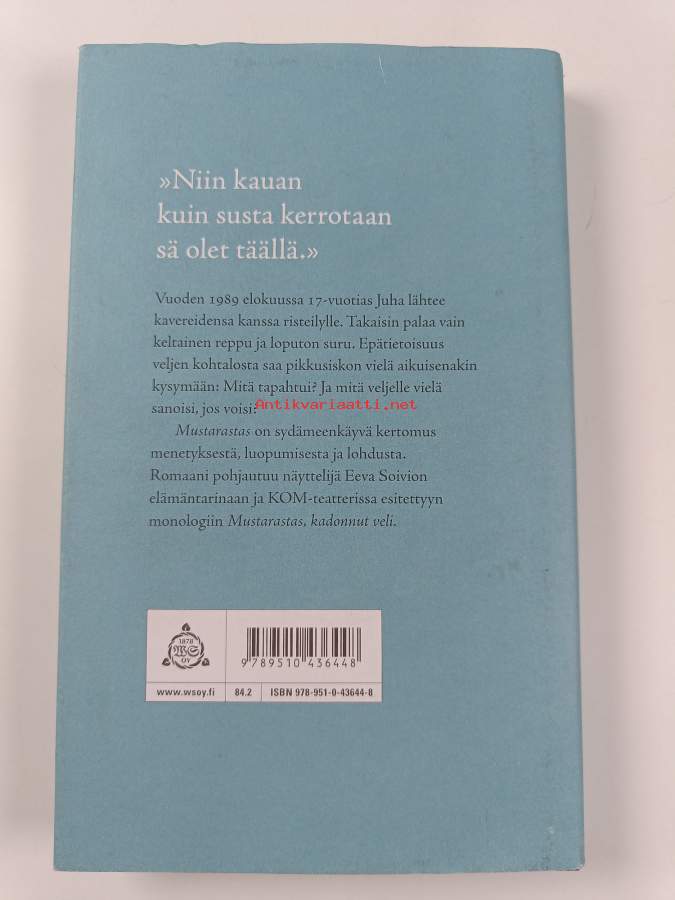 »Niin kauan
kuin susta kerrotaan
sä olet täällä.»
Vuoden 1989 elokuussa 17-vuotias Juha lähtee
kavereidensa kanssa risteilylle. Takaisin palaa vain
keltainen reppu ja loputon suru. Epätietoisuus
veljen kohtalosta saa pikkusiskon vielä aikuisenakin
kysymään: Mitä tapahtui? Ja mitä veljelle vielä
sanoisi, jos voisi?
Antikvariaatti.net
Mustarastas on sydämeenkäyvä kertomus
menetyksestä, luopumisesta ja lohdusta.
Romaani pohjautuu näyttelijä Eeva Soivion
elämäntarinaan ja KOM-teatterissa esitettyyn
monologiin Mustarastas, kadonnut veli.
1878
WS
OY
9 789510 436448
www.wsoy.fi 84.2 ISBN 978-951-0-43644-8